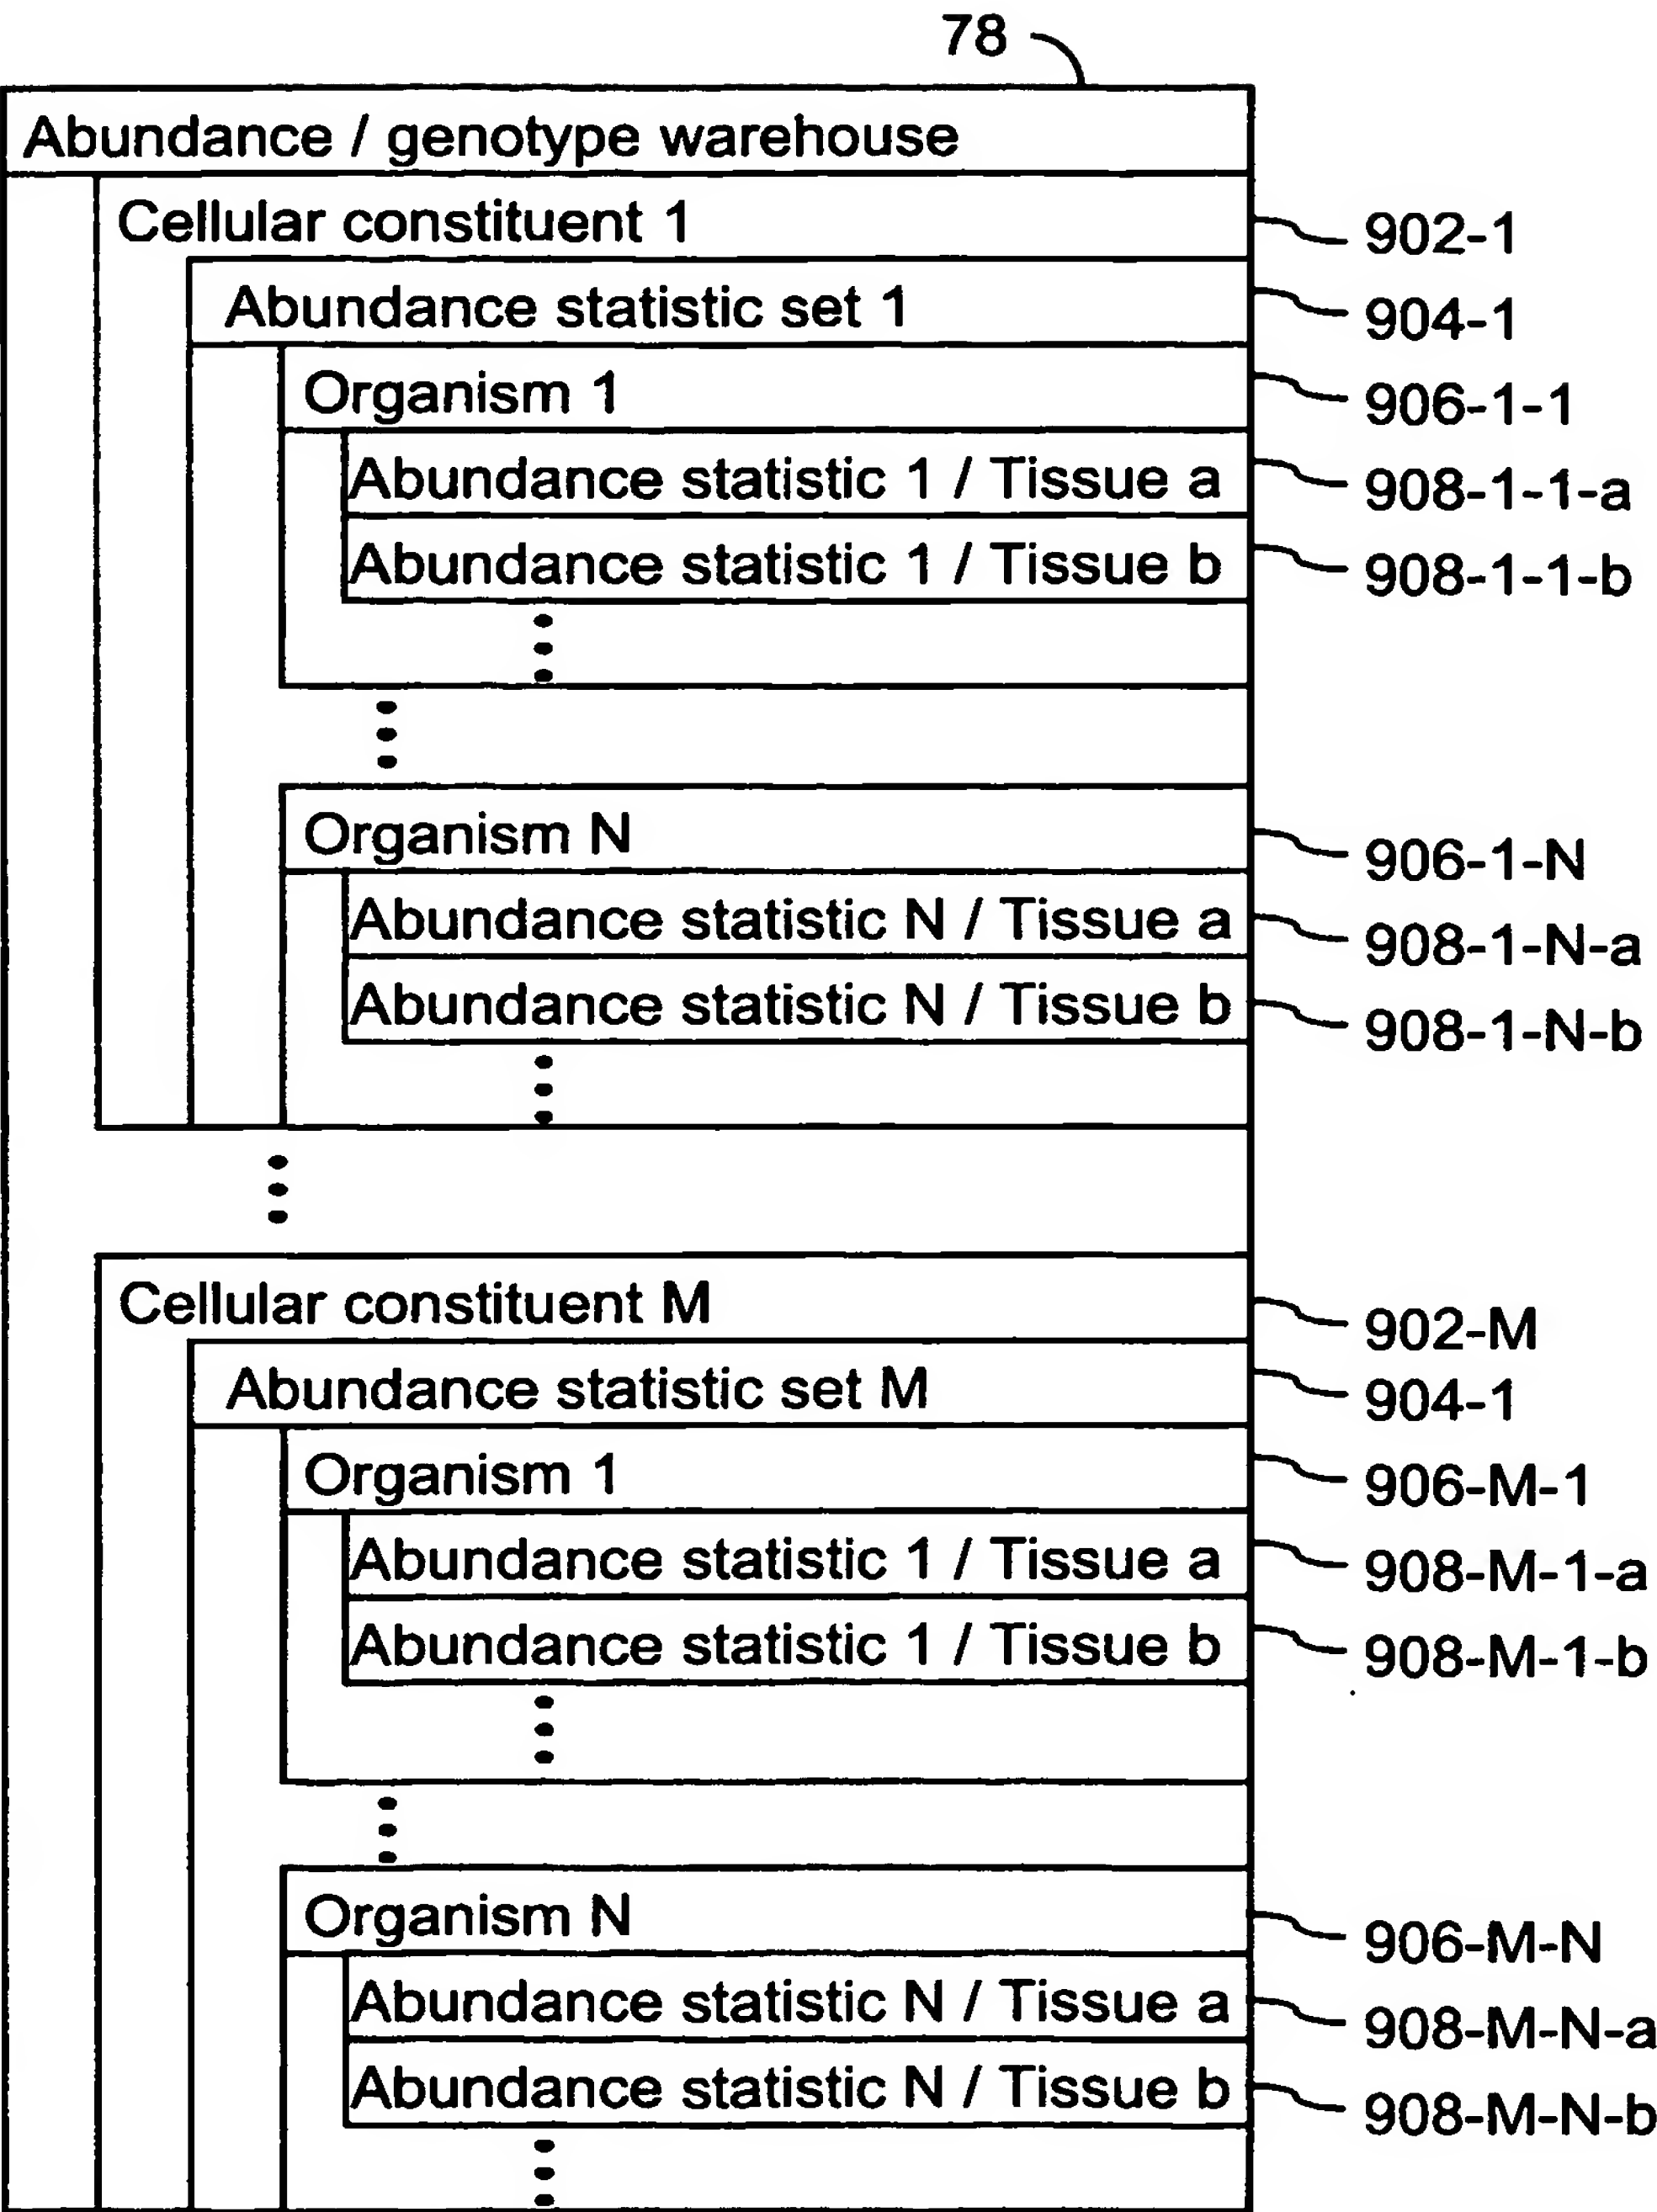 78
Abundance / genotype warehouse
Cellular constituent 1 902-1
Abundance statistic set 1 904-1
Organism 1 906-1-1
Abundance statistic 1 / Tissue a 908-1-1-a
Abundance statistic 1 / Tissue b 908-1-1-b
Organism N 906-1-N
Abundance statistic N / Tissue a 908-1-N-a
Abundance statistic N / Tissue b 908-1-N-b
Cellular constituent M 902-M
Abundance statistic set M 904-1
Organism 1 906-M-1
Abundance statistic 1 / Tissue a 908-M-1-a
Abundance statistic 1 / Tissue b 908-M-1-b
Organism N 906-M-N
Abundance statistic N / Tissue a 908-M-N-a
Abundance statistic N / Tissue b 908-M-N-b